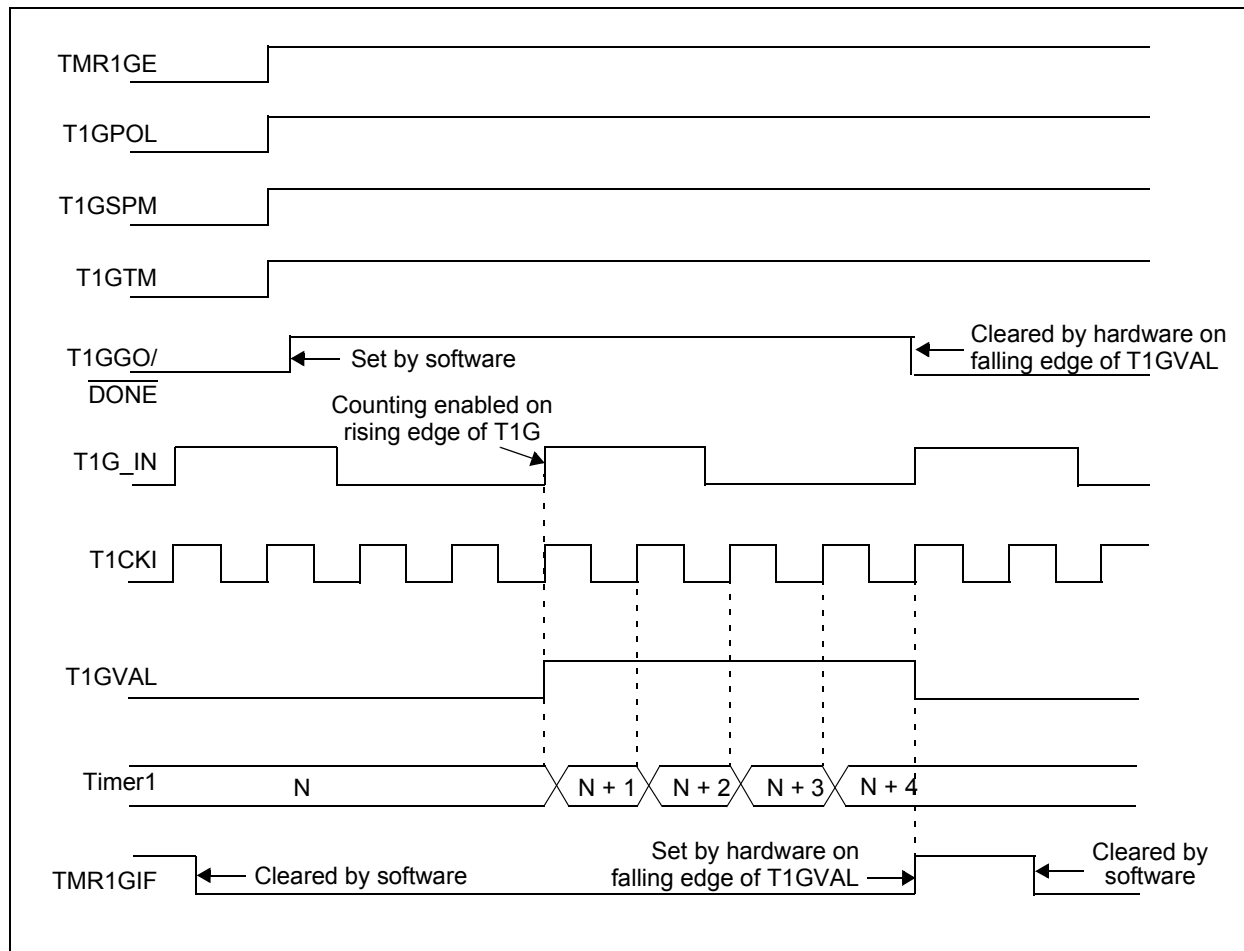 TMR1GE
T1GPOL
T1GSPM
T1GTM
T1GGO/
DONE
Set by software
Cleared by hardware on
falling edge of T1GVAL
Counting enabled on
rising edge of T1G
T1G_IN
T1CKI
T1GVAL
Timer1
N
N + 1
N + 2
N + 3
N + 4
TMR1GIF
Cleared by software
Set by hardware on
falling edge of T1GVAL
Cleared by
software